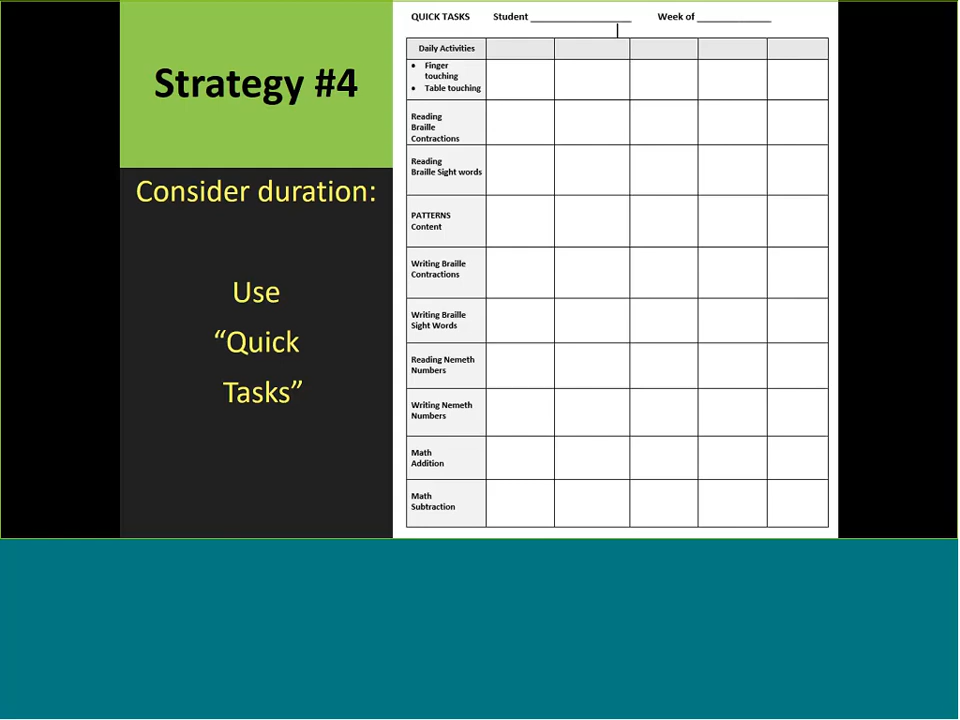 Strategy #4
Consider duration:
Use
“Quick
Tasks”
QUICK TASKS Student ____________________ Week of _______________
Daily Activities
• Finger
touching
• Table touching
Reading
Braille
Contractions
Reading
Braille Sight words
PATTERNS
Content
Writing Braille
Contractions
Writing Braille
Sight Words
Reading Nemeth
Numbers
Writing Nemeth
Numbers
Math
Addition
Math
Subtraction